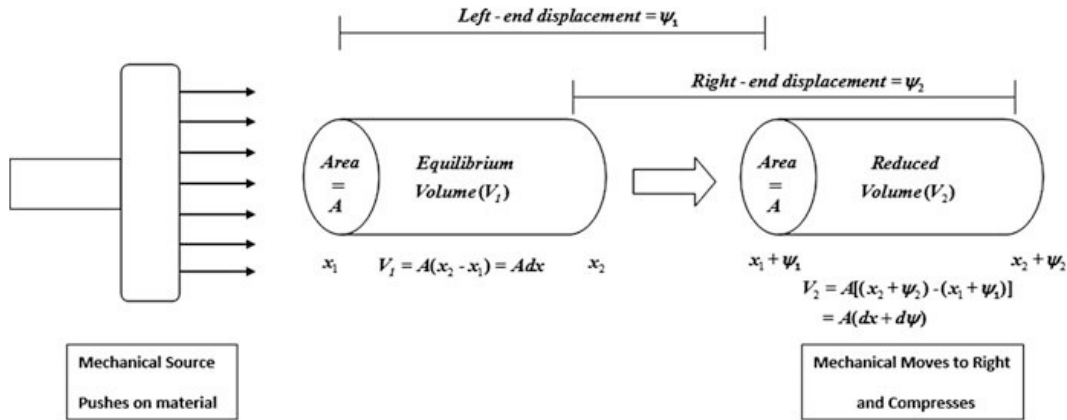 Left - end displacement = ψ₁
Right - end displacement = ψ₂
Area
=
A
Equilibrium
Volume(V₁)
Area
=
A
Reduced
Volume(V₂)
x₁
V₁ = A(x₂ - x₁) = Adx
x₂
x₁ + ψ₁
x₂ + ψ₂
V₂ = A[(x₂ + ψ₂) - (x₁ + ψ₁)]
= A(dx + dψ)
Mechanical Source
Pushes on material
Mechanical Moves to Right
and Compresses